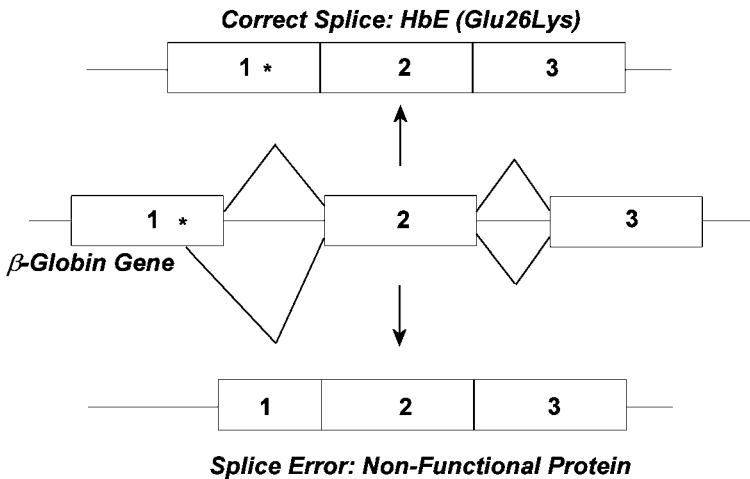 Correct Splice: HbE (Glu26Lys)
1 * 2 3
1 * 2 3
β-Globin Gene
1 2 3
Splice Error: Non-Functional Protein